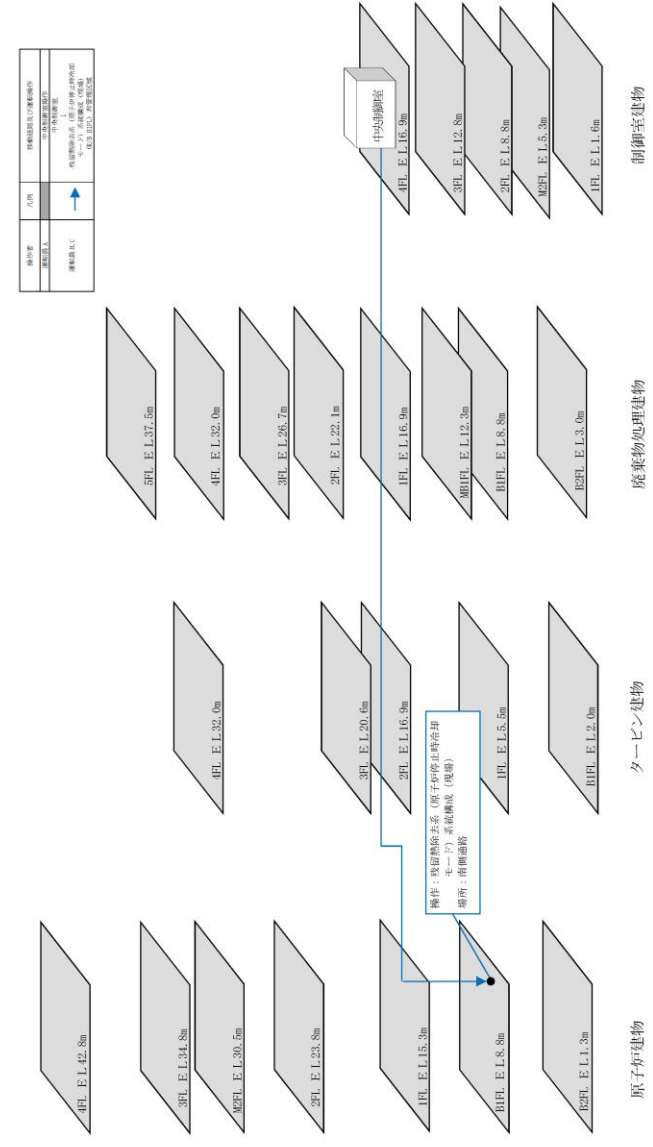 操作者 凡例 移動経路及び運転操作
運転員A 中央制御室操作
運転員B,C 中央制御室
↓
残留熱除去系（原子炉停止時冷却
モード）系統構成（現場）
4FL EL42.8m
3FL EL34.8m
M2FL EL30.5m
2FL EL23.8m
1FL EL15.3m
B1FL EL8.8m
B2FL EL1.3m
原子炉建物
操作：残留熱除去系（原子炉停止時冷却
モード）系統構成（現場）
場所：南側通路
4FL EL32.0m
3FL EL20.6m
2FL EL16.9m
1FL EL5.5m
B1FL EL2.0m
タービン建物
5FL EL37.5m
4FL EL32.0m
3FL EL26.7m
2FL EL22.1m
1FL EL16.9m
MB1FL EL12.3m
B1FL EL8.8m
B2FL EL3.0m
廃棄物処理建物
中央制御室
4FL EL16.9m
3FL EL12.8m
2FL EL8.8m
M2FL EL5.3m
1FL EL1.6m
制御室建物